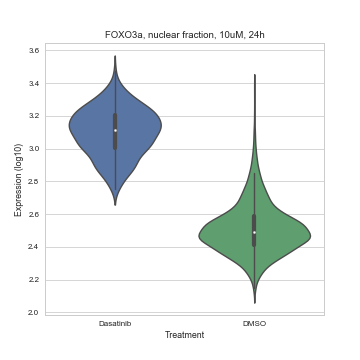 FOXO3a, nuclear fraction, 10uM, 24h
3.6
3.4
3.2
3.0
2.8
2.6
2.4
2.2
2.0
Expression (log10)
Dasatinib
DMSO
Treatment